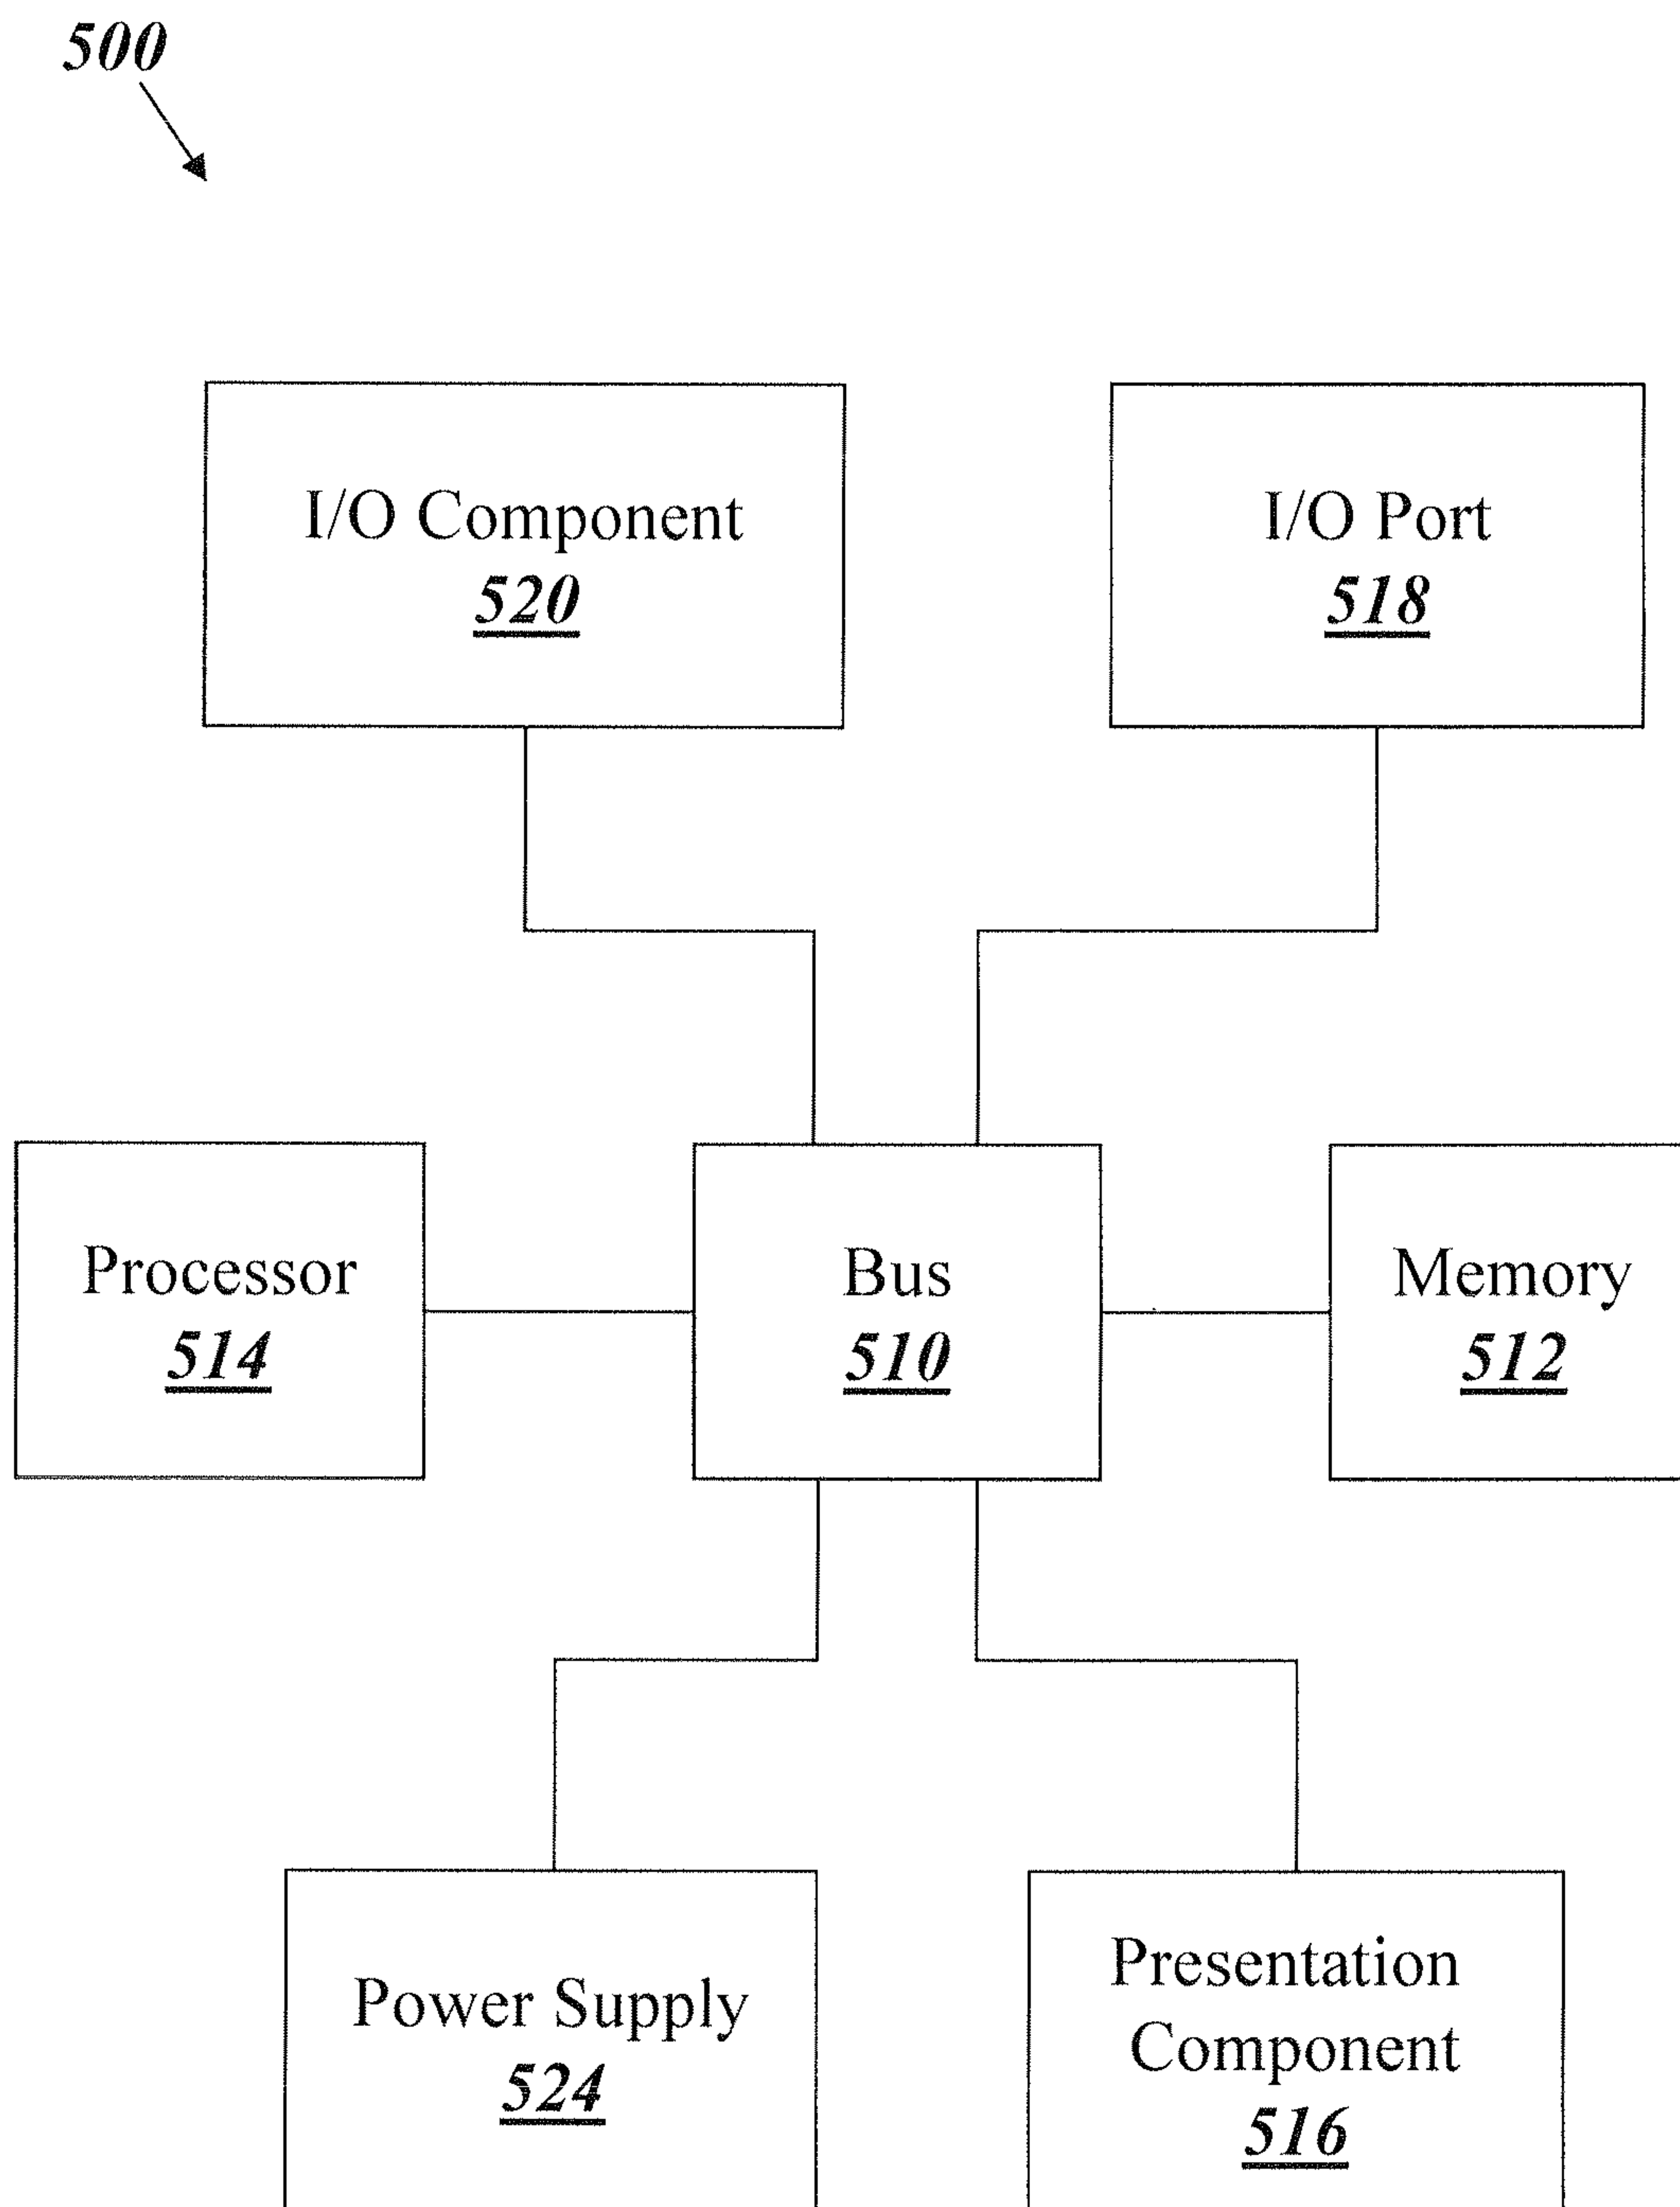 500
I/O Component
520
I/O Port
518
Processor
514
Bus
510
Memory
512
Power Supply
524
Presentation
Component
516